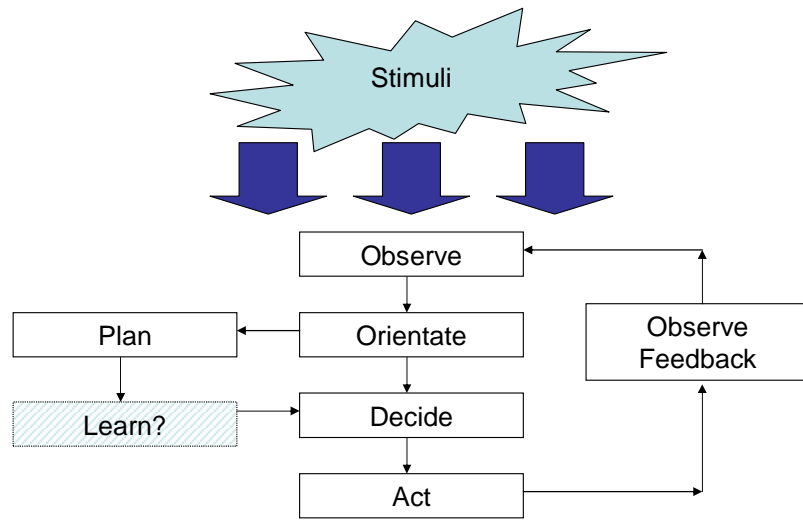 Stimuli
Observe
Plan
Orientate
Observe
Feedback
Learn?
Decide
Act